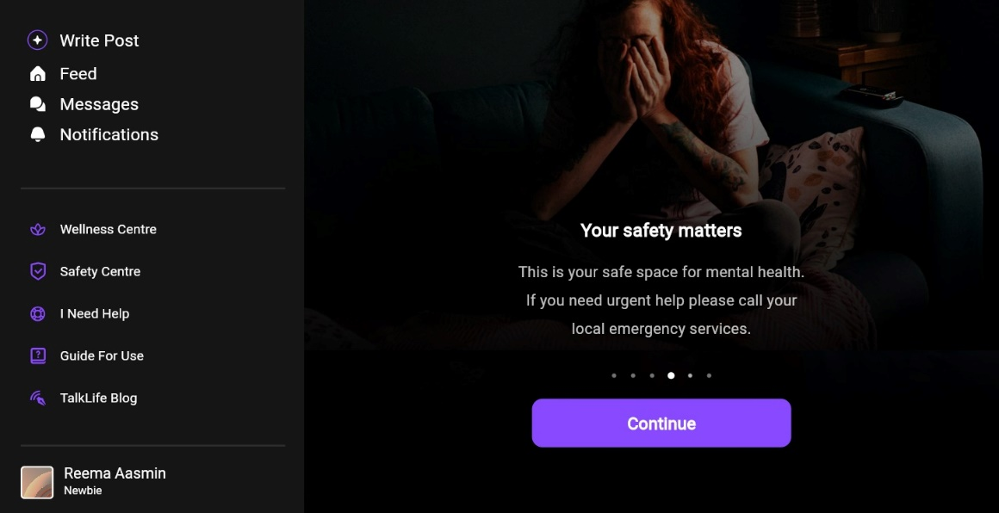 Write Post
Feed
Messages
Notifications
Wellness Centre
Safety Centre
I Need Help
Guide For Use
TalkLife Blog
Reema Aasmin
Newbie
Your safety matters
This is your safe space for mental health.
If you need urgent help please call your
local emergency services.
Continue